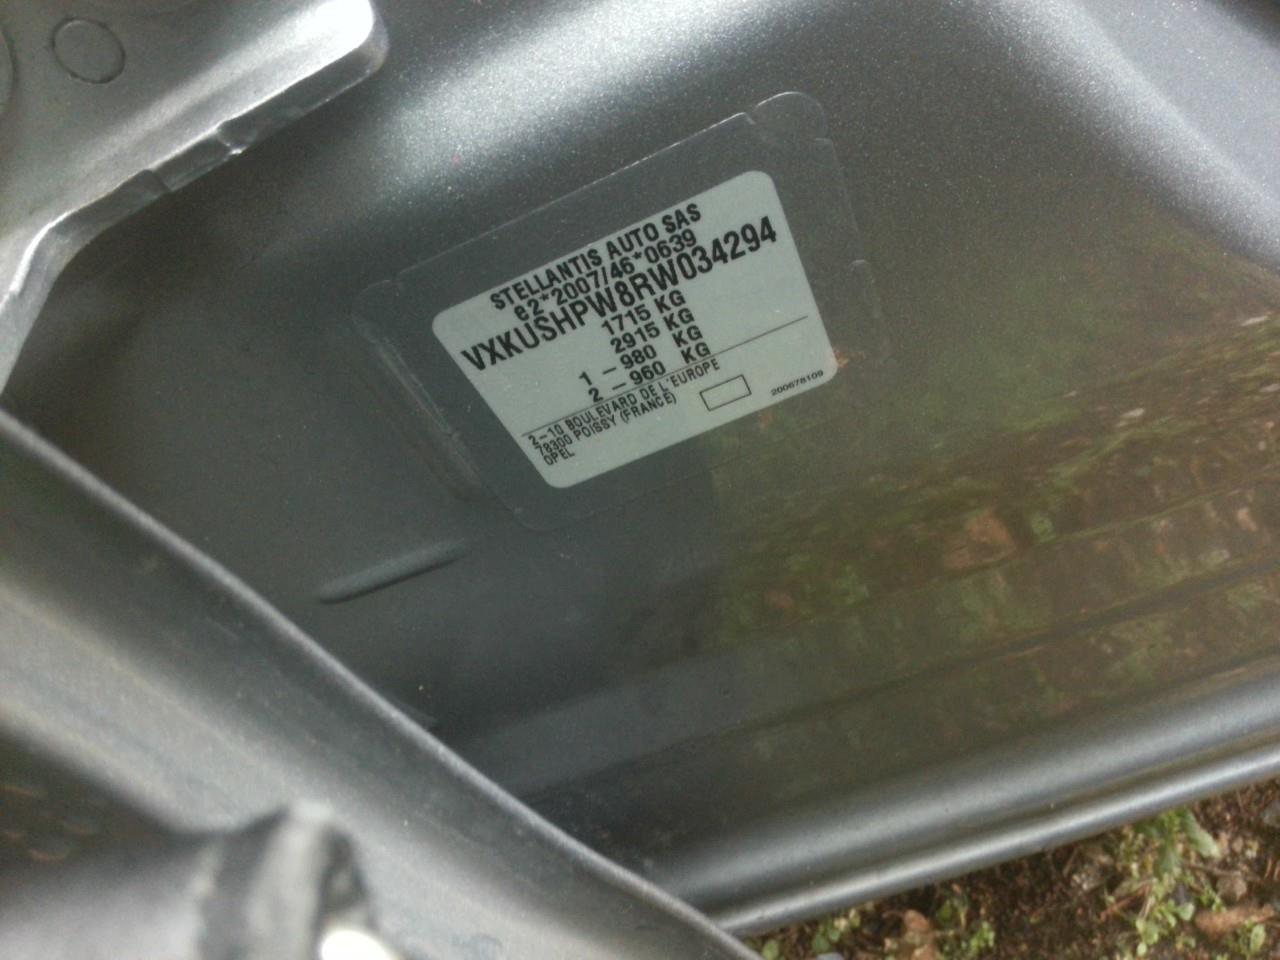 STELLANTIS AUTO SAS
e2*2007/46*0639
VXKUSHPW8RW034294
1715 KG
2915 KG
1 - 980 KG
2 - 960 KG
2-10 BOULEVARD DE L'EUROPE
78300 POISSY (FRANCE)
OPEL
200678109